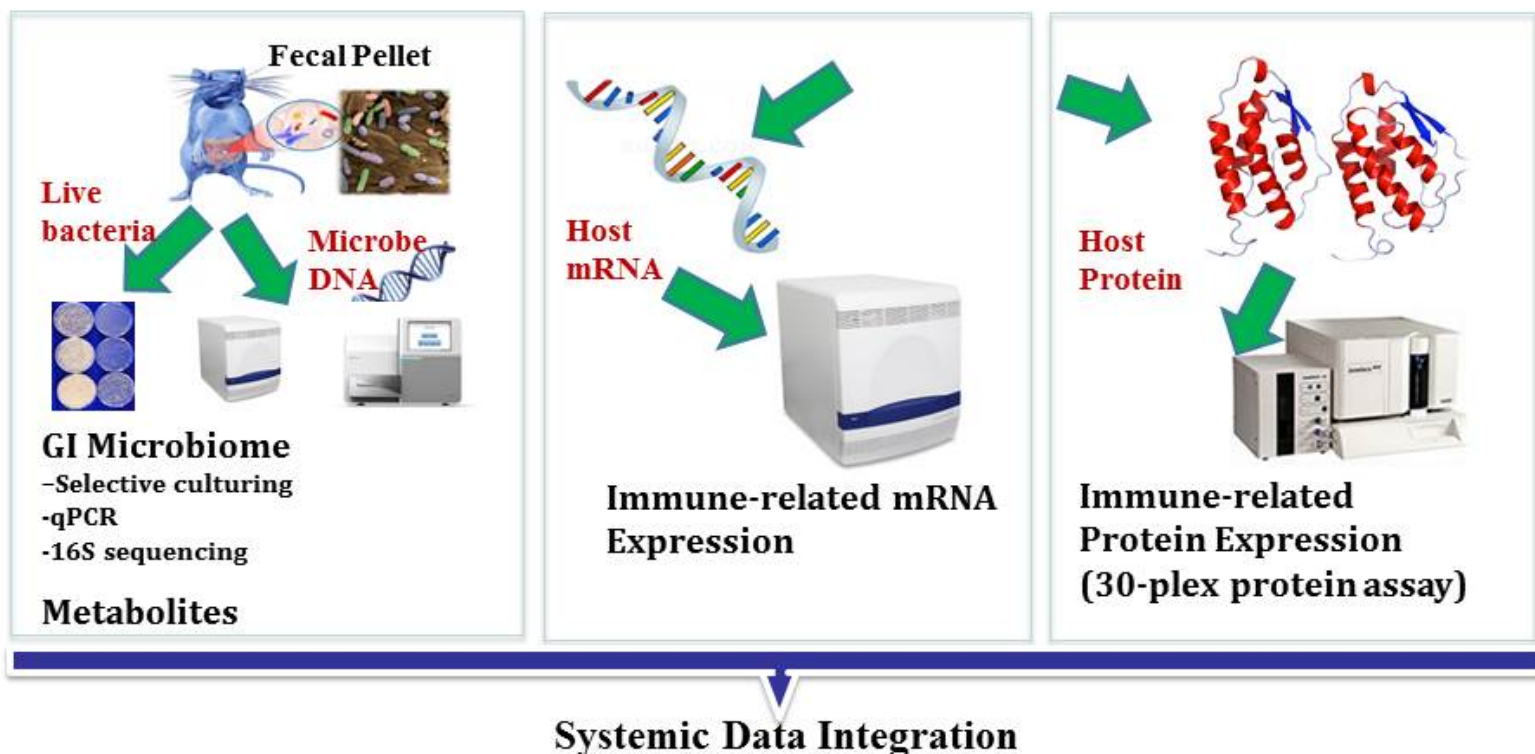 Fecal Pellet
Live
bacteria
Microbe
DNA
GI Microbiome
–Selective culturing
-qPCR
-16S sequencing
Metabolites
Host
mRNA
Immune-related mRNA
Expression
Host
Protein
Immune-related
Protein Expression
(30-plex protein assay)
Systemic Data Integration